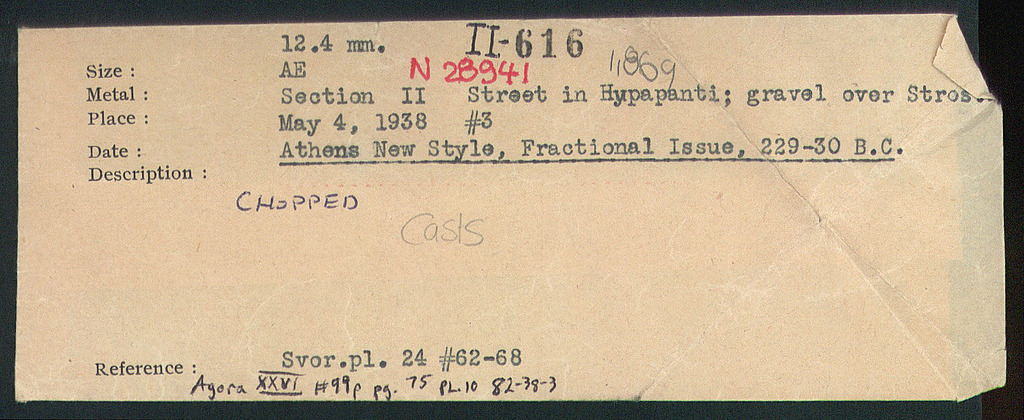 12.4 mm. II-616
Size : AE N 28941 11869
Metal : Section II Street in Hypapanti; gravel over Stros.
Place : May 4, 1938 #3
Date : Athens New Style, Fractional Issue, 229-30 B.C.
Description :
CHOPPED
Casts
Reference : Svor.pl. 24 #62-68
Agora XXVI #99p pg. 75 PL.10 82-38-3